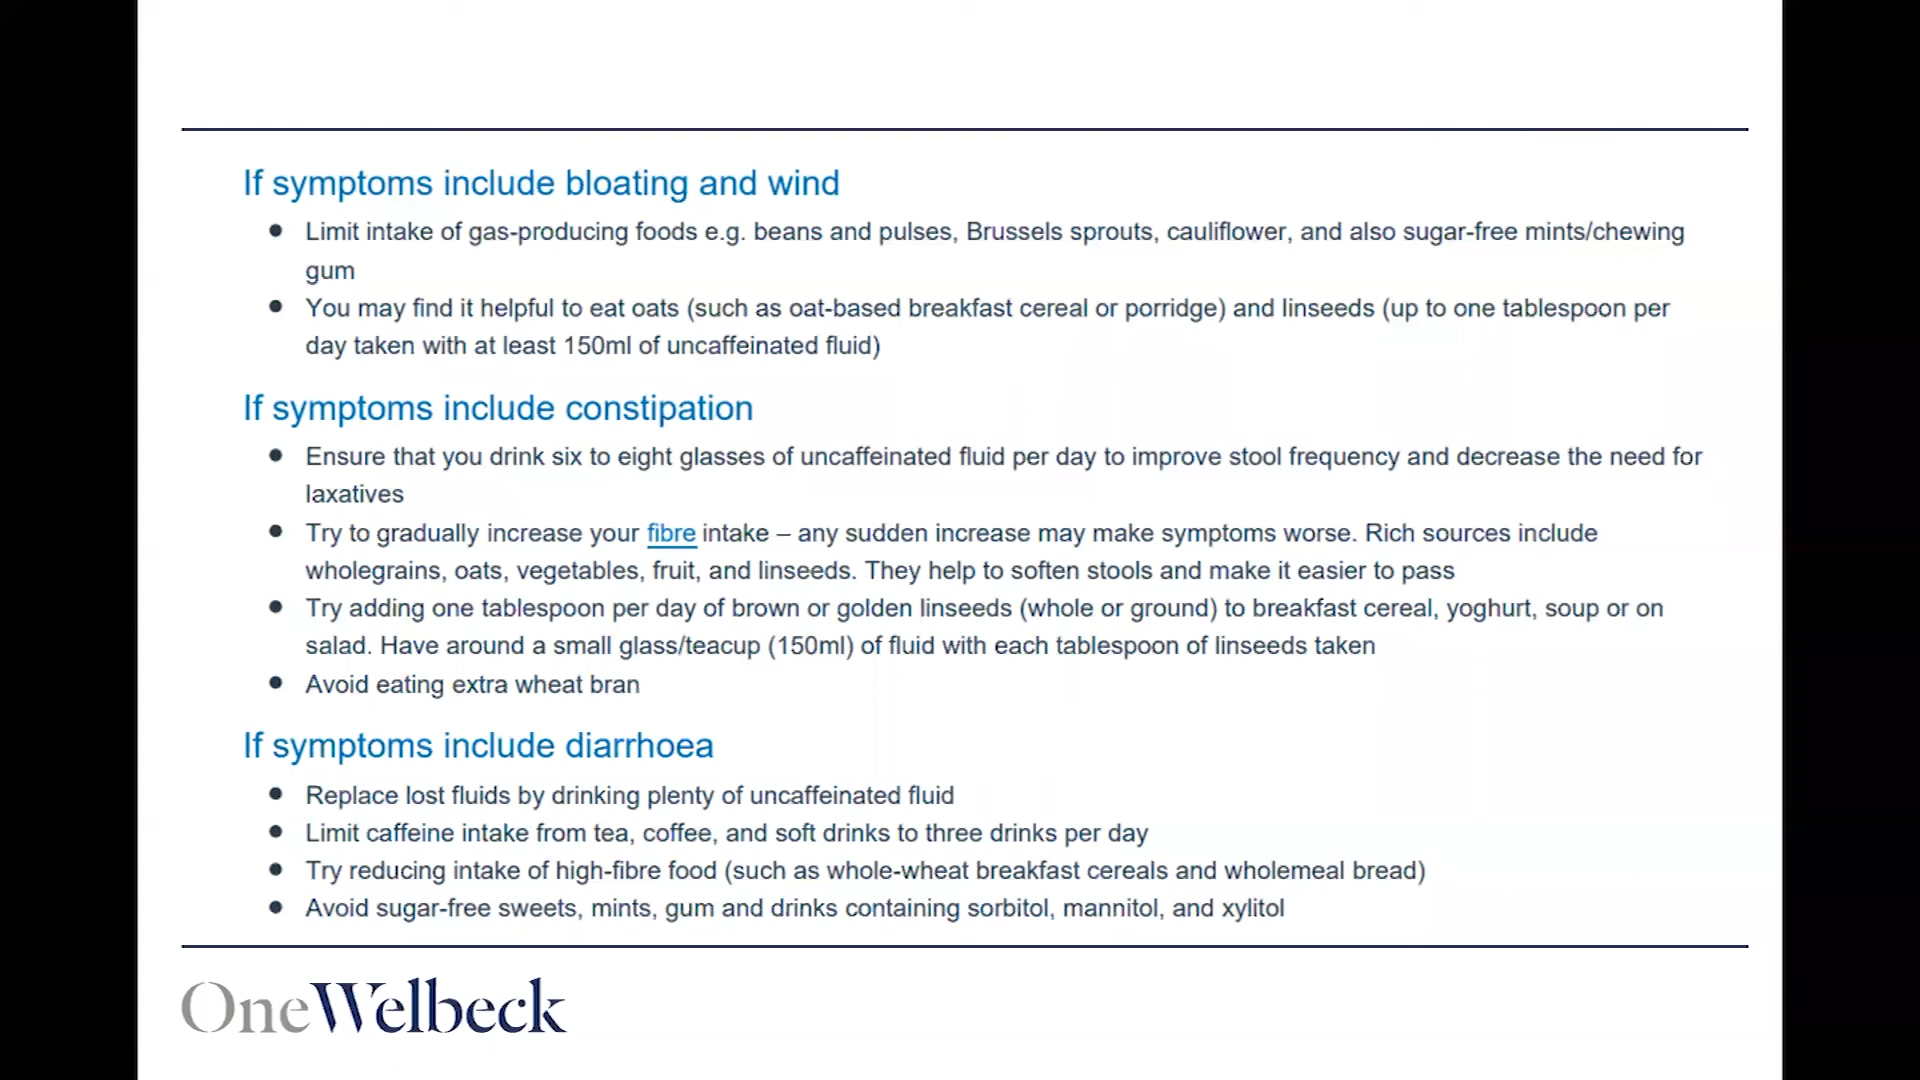 If symptoms include bloating and wind
● Limit intake of gas-producing foods e.g. beans and pulses, Brussels sprouts, cauliflower, and also sugar-free mints/chewing
gum
● You may find it helpful to eat oats (such as oat-based breakfast cereal or porridge) and linseeds (up to one tablespoon per
day taken with at least 150ml of uncaffeinated fluid)
If symptoms include constipation
● Ensure that you drink six to eight glasses of uncaffeinated fluid per day to improve stool frequency and decrease the need for
laxatives
● Try to gradually increase your fibre intake – any sudden increase may make symptoms worse. Rich sources include
wholegrains, oats, vegetables, fruit, and linseeds. They help to soften stools and make it easier to pass
● Try adding one tablespoon per day of brown or golden linseeds (whole or ground) to breakfast cereal, yoghurt, soup or on
salad. Have around a small glass/teacup (150ml) of fluid with each tablespoon of linseeds taken
● Avoid eating extra wheat bran
If symptoms include diarrhoea
● Replace lost fluids by drinking plenty of uncaffeinated fluid
● Limit caffeine intake from tea, coffee, and soft drinks to three drinks per day
● Try reducing intake of high-fibre food (such as whole-wheat breakfast cereals and wholemeal bread)
● Avoid sugar-free sweets, mints, gum and drinks containing sorbitol, mannitol, and xylitol
OneWelbeck